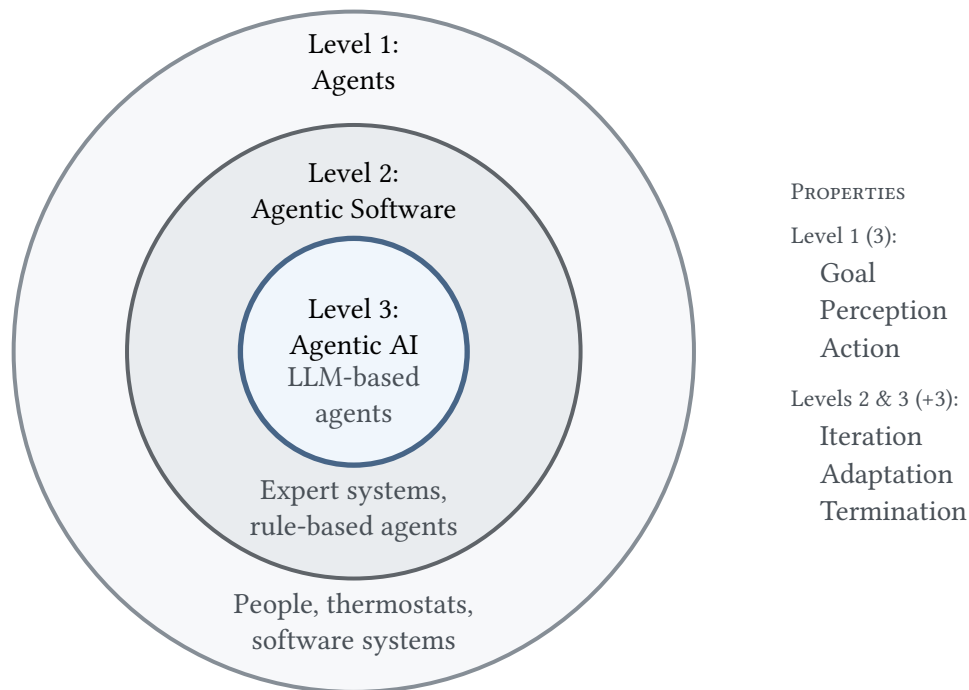 Level 1:
Agents
Level 2:
Agentic Software
Level 3:
Agentic AI
LLM-based
agents
Expert systems,
rule-based agents
People, thermostats,
software systems
Properties
Level 1 (3):
Goal
Perception
Action
Levels 2 & 3 (+3):
Iteration
Adaptation
Termination